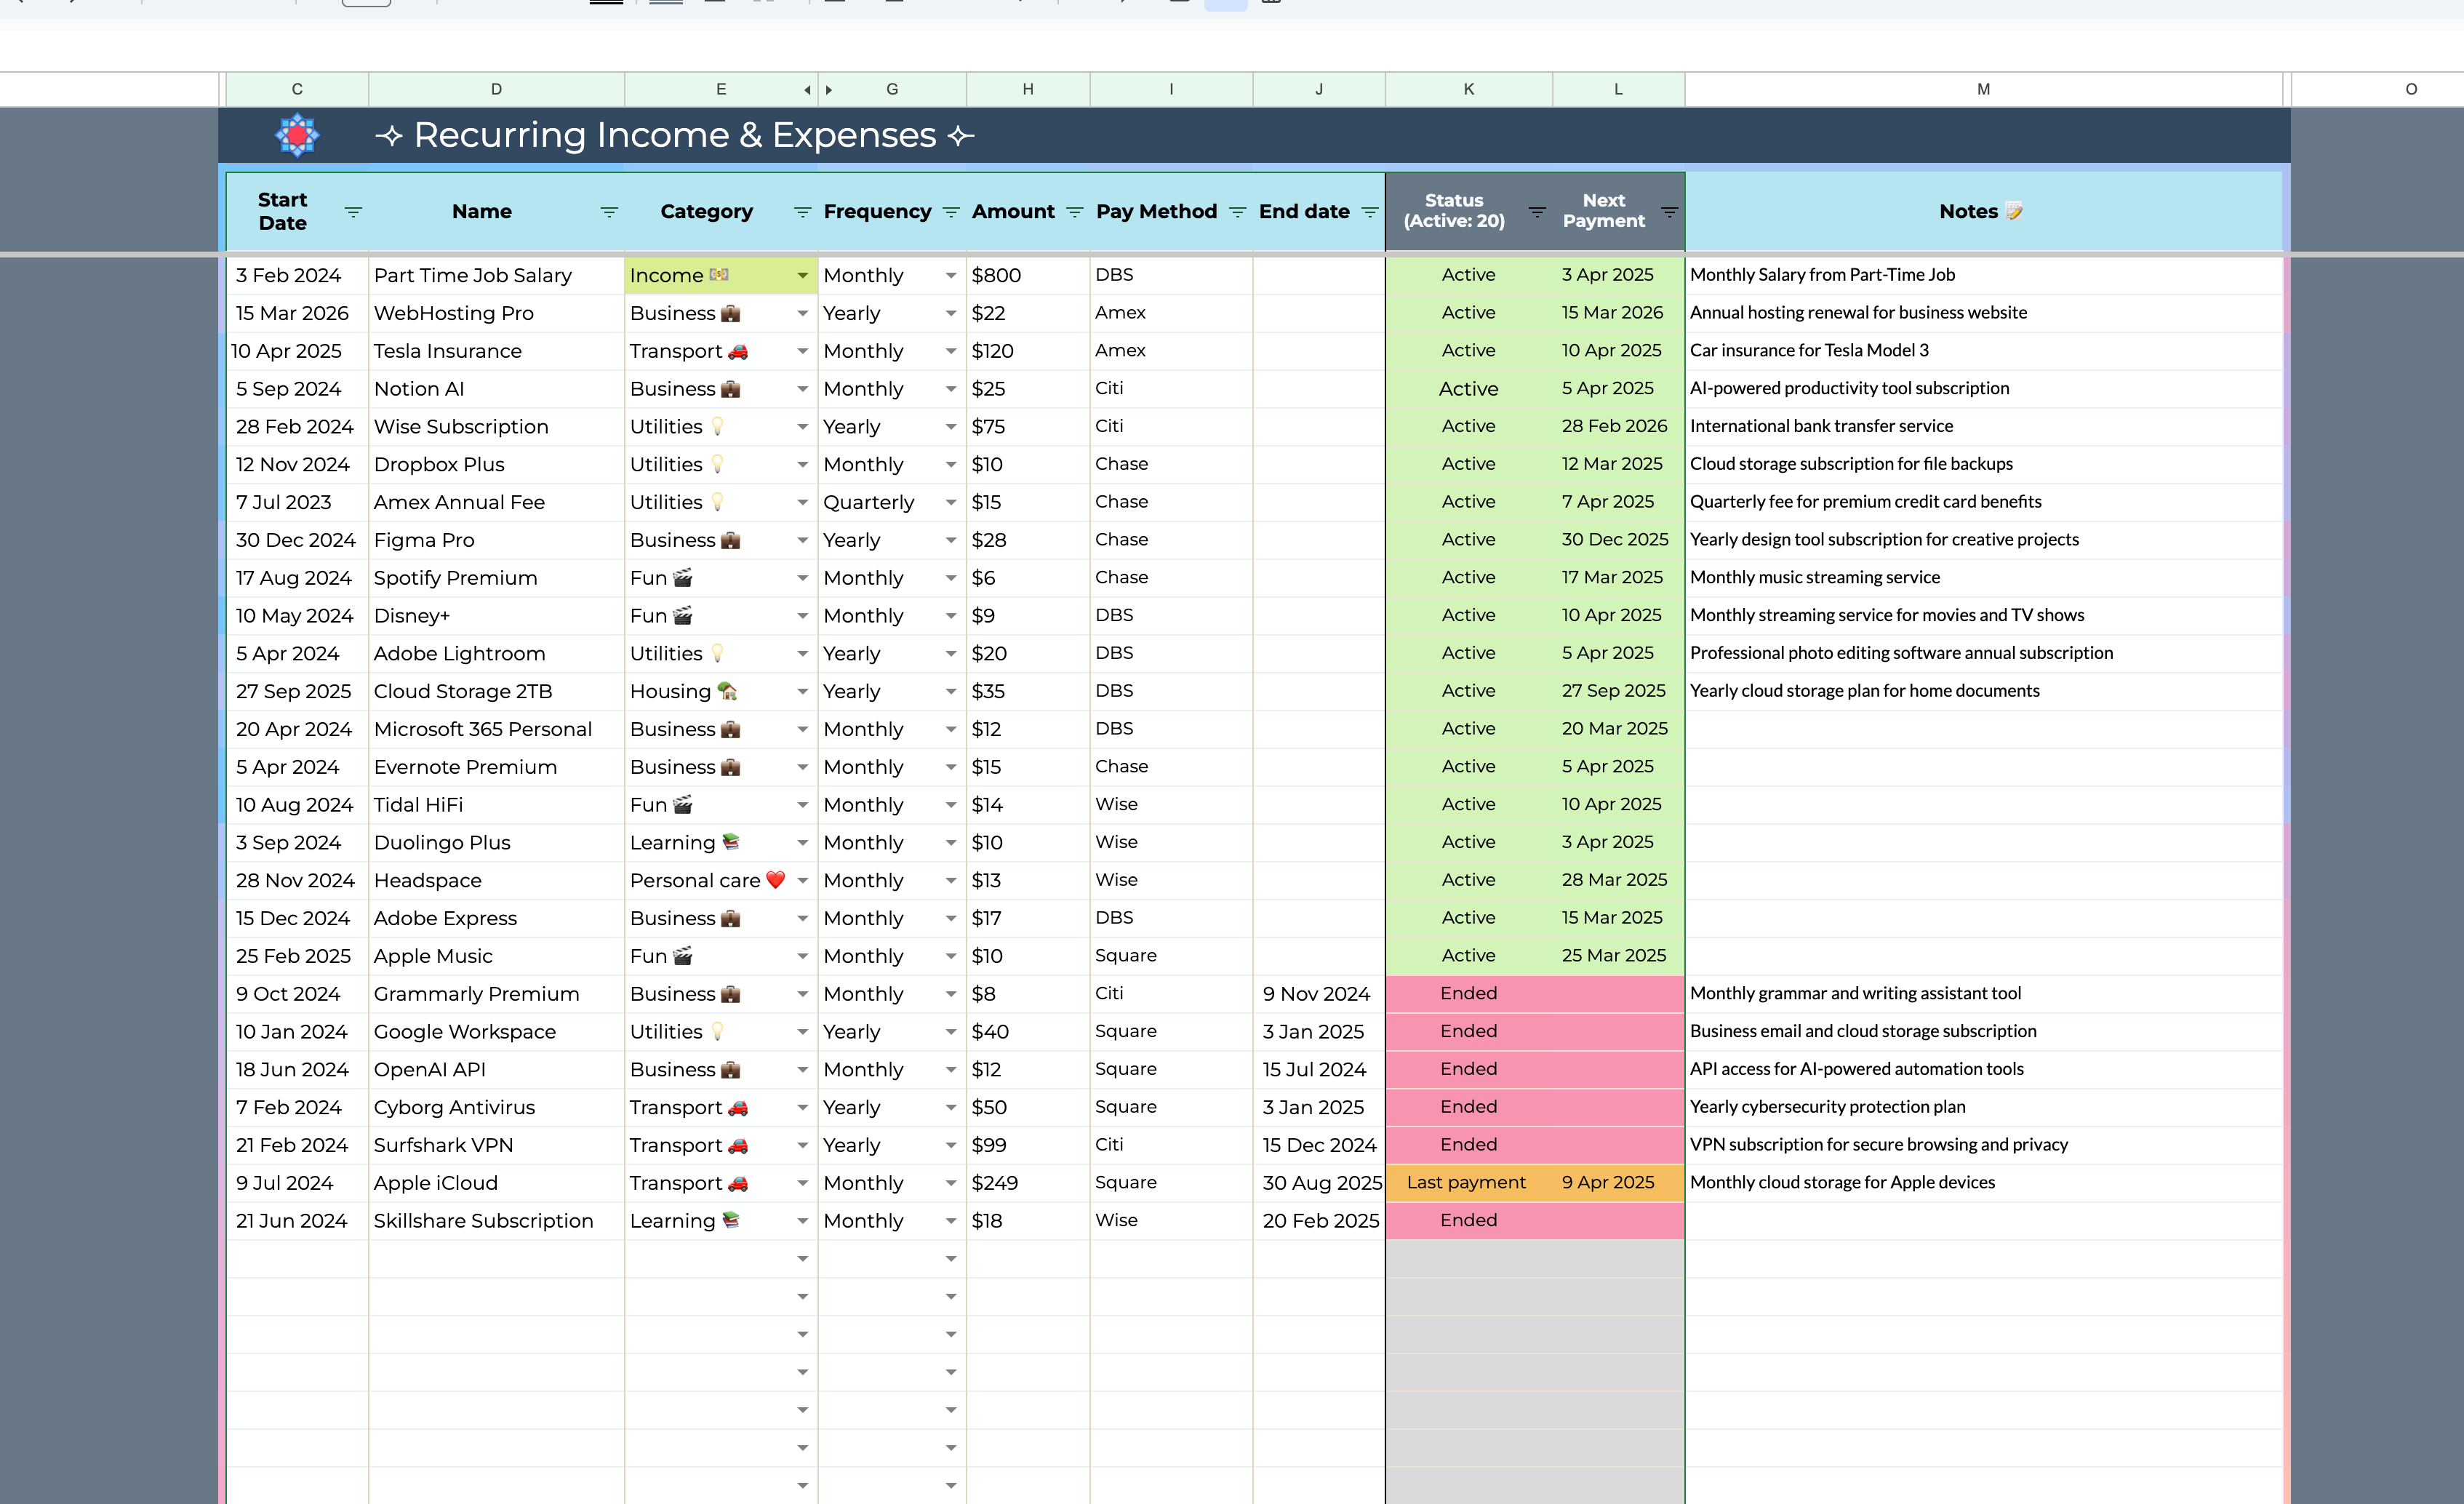 C D E G H I J K L M O
✧ Recurring Income & Expenses ✧
Start Date Name Category Frequency Amount Pay Method End date Status (Active: 20) Next Payment Notes 📝
3 Feb 2024 Part Time Job Salary Income 💵 Monthly $800 DBS Active 3 Apr 2025 Monthly Salary from Part-Time Job
15 Mar 2026 WebHosting Pro Business 💼 Yearly $22 Amex Active 15 Mar 2026 Annual hosting renewal for business website
10 Apr 2025 Tesla Insurance Transport 🚗 Monthly $120 Amex Active 10 Apr 2025 Car insurance for Tesla Model 3
5 Sep 2024 Notion AI Business 💼 Monthly $25 Citi Active 5 Apr 2025 AI-powered productivity tool subscription
28 Feb 2024 Wise Subscription Utilities 💡 Yearly $75 Citi Active 28 Feb 2026 International bank transfer service
12 Nov 2024 Dropbox Plus Utilities 💡 Monthly $10 Chase Active 12 Mar 2025 Cloud storage subscription for file backups
7 Jul 2023 Amex Annual Fee Utilities 💡 Quarterly $15 Chase Active 7 Apr 2025 Quarterly fee for premium credit card benefits
30 Dec 2024 Figma Pro Business 💼 Yearly $28 Chase Active 30 Dec 2025 Yearly design tool subscription for creative projects
17 Aug 2024 Spotify Premium Fun 🎬 Monthly $6 Chase Active 17 Mar 2025 Monthly music streaming service
10 May 2024 Disney+ Fun 🎬 Monthly $9 DBS Active 10 Apr 2025 Monthly streaming service for movies and TV shows
5 Apr 2024 Adobe Lightroom Utilities 💡 Yearly $20 DBS Active 5 Apr 2025 Professional photo editing software annual subscription
27 Sep 2025 Cloud Storage 2TB Housing 🏡 Yearly $35 DBS Active 27 Sep 2025 Yearly cloud storage plan for home documents
20 Apr 2024 Microsoft 365 Personal Business 💼 Monthly $12 DBS Active 20 Mar 2025
5 Apr 2024 Evernote Premium Business 💼 Monthly $15 Chase Active 5 Apr 2025
10 Aug 2024 Tidal HiFi Fun 🎬 Monthly $14 Wise Active 10 Apr 2025
3 Sep 2024 Duolingo Plus Learning 📚 Monthly $10 Wise Active 3 Apr 2025
28 Nov 2024 Headspace Personal care ❤️ Monthly $13 Wise Active 28 Mar 2025
15 Dec 2024 Adobe Express Business 💼 Monthly $17 DBS Active 15 Mar 2025
25 Feb 2025 Apple Music Fun 🎬 Monthly $10 Square Active 25 Mar 2025
9 Oct 2024 Grammarly Premium Business 💼 Monthly $8 Citi 9 Nov 2024 Ended Monthly grammar and writing assistant tool
10 Jan 2024 Google Workspace Utilities 💡 Yearly $40 Square 3 Jan 2025 Ended Business email and cloud storage subscription
18 Jun 2024 OpenAI API Business 💼 Monthly $12 Square 15 Jul 2024 Ended API access for AI-powered automation tools
7 Feb 2024 Cyborg Antivirus Transport 🚗 Yearly $50 Square 3 Jan 2025 Ended Yearly cybersecurity protection plan
21 Feb 2024 Surfshark VPN Transport 🚗 Yearly $99 Citi 15 Dec 2024 Ended VPN subscription for secure browsing and privacy
9 Jul 2024 Apple iCloud Transport 🚗 Monthly $249 Square 30 Aug 2025 Last payment 9 Apr 2025 Monthly cloud storage for Apple devices
21 Jun 2024 Skillshare Subscription Learning 📚 Monthly $18 Wise 20 Feb 2025 Ended